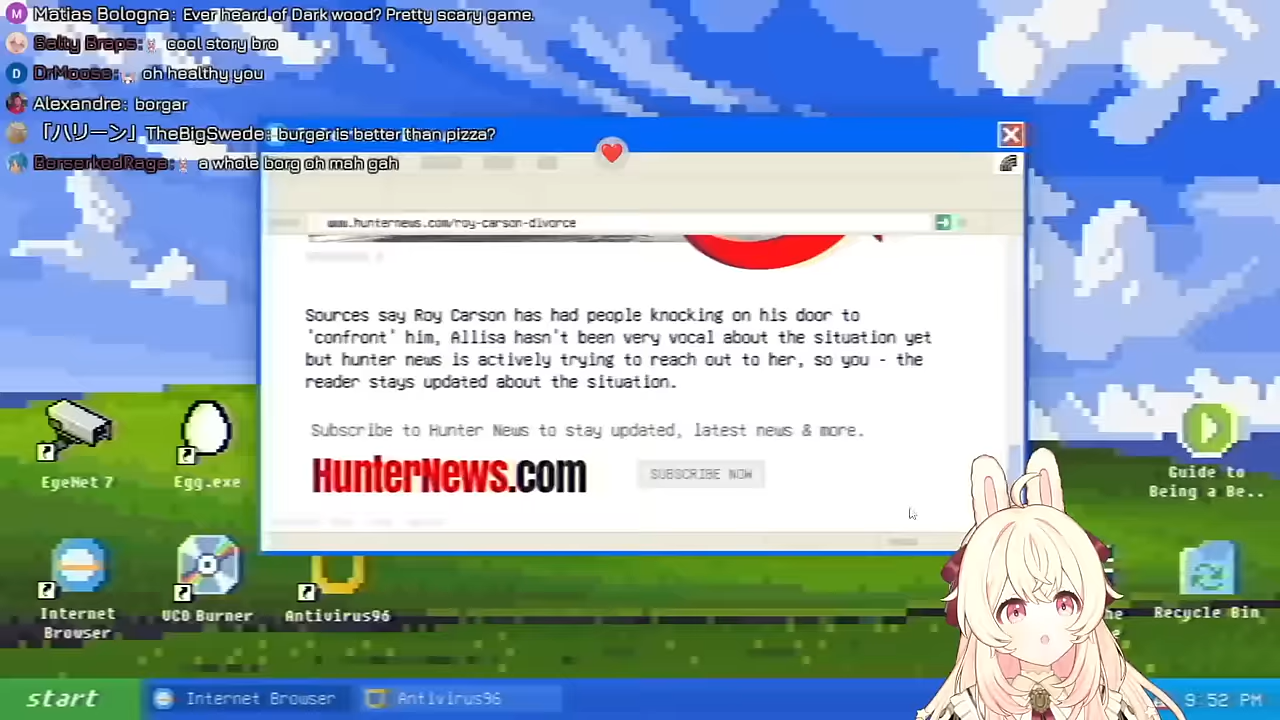 Matias Bologna: Ever heard of Dark wood? Pretty scary game.
Salty Braps: cool story bro
DrMoose: oh healthy you
Alexandre: borgar
「ハリーン」TheBigSwede: burger is better than pizza?
BerserkedRage: a whole borg oh mah gah
www.hunternews.com/roy-carson-divorce
Sources say Roy Carson has had people knocking on his door to
'confront' him, Allisa hasn't been very vocal about the situation yet
but hunter news is actively trying to reach out to her, so you - the
reader stays updated about the situation.
Subscribe to Hunter News to stay updated, latest news & more.
HunterNews.com
SUBSCRIBE NOW
EyeNet 7
Egg.exe
Guide to
Being a Be..
Internet
Browser
VCD Burner
Antivirus96
Recycle Bin
start
Internet Browser
Antivirus96
9:52 PM